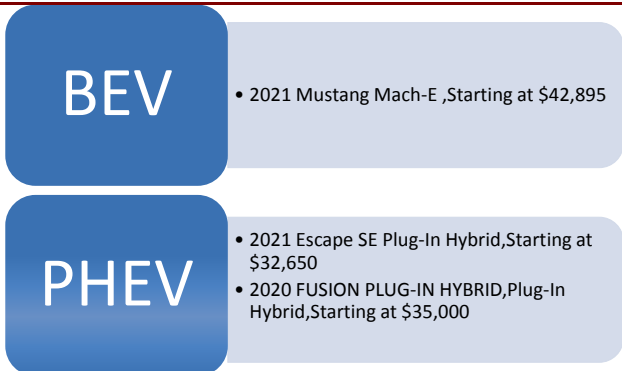 BEV
• 2021 Mustang Mach-E ,Starting at $42,895
PHEV
• 2021 Escape SE Plug-In Hybrid,Starting at
$32,650
• 2020 FUSION PLUG-IN HYBRID,Plug-In
Hybrid,Starting at $35,000